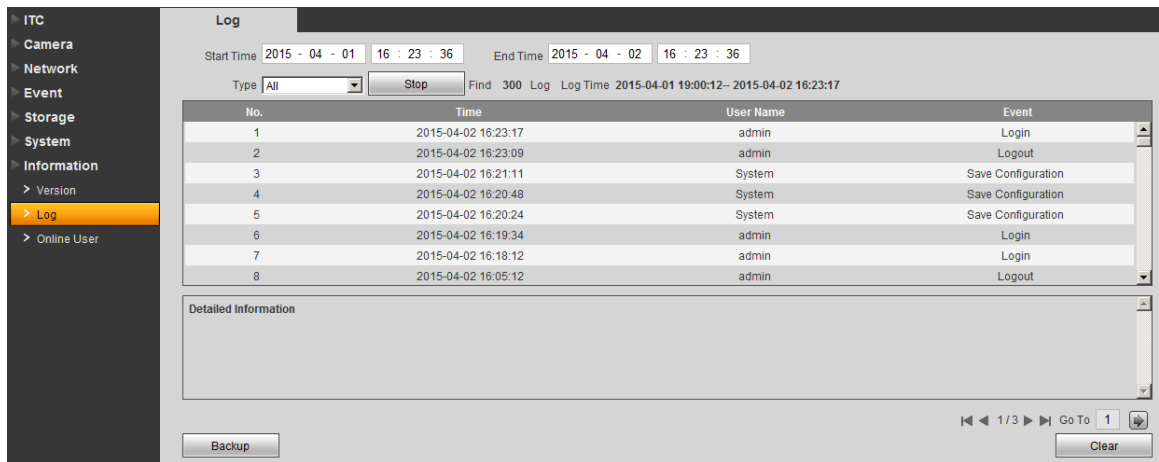 ITC
Camera
Network
Event
Storage
System
Information
> Version
> Log
> Online User
Log
Start Time 2015 - 04 - 01 16 : 23 : 36 End Time 2015 - 04 - 02 16 : 23 : 36
Type All Stop Find 300 Log Log Time 2015-04-01 19:00:12-- 2015-04-02 16:23:17
No. Time User Name Event
1 2015-04-02 16:23:17 admin Login
2 2015-04-02 16:23:09 admin Logout
3 2015-04-02 16:21:11 System Save Configuration
4 2015-04-02 16:20:48 System Save Configuration
5 2015-04-02 16:20:24 System Save Configuration
6 2015-04-02 16:19:34 admin Login
7 2015-04-02 16:18:12 admin Login
8 2015-04-02 16:05:12 admin Logout
Detailed Information
1 / 3 Go To 1
Backup Clear